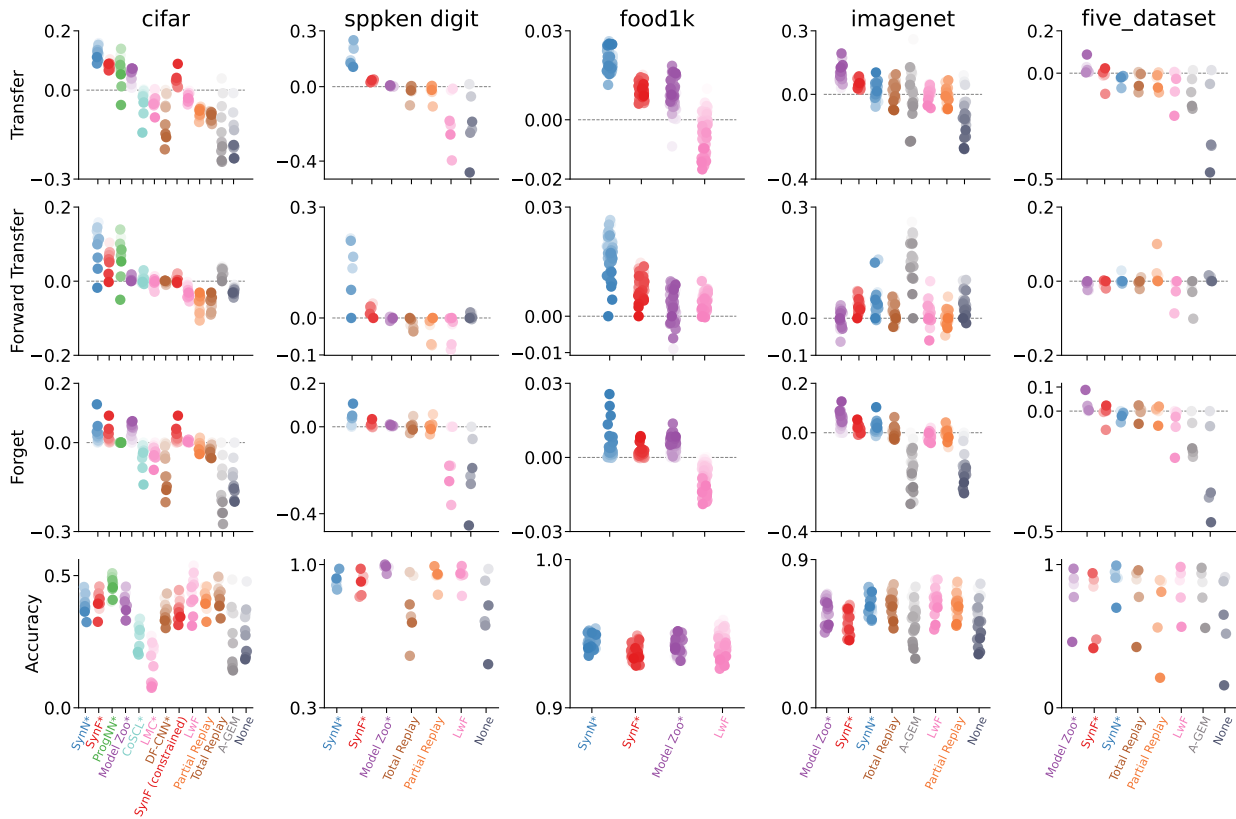 cifar
sppken digit
food1k
imagenet
five_dataset
Transfer
0.2
0.0
−0.3
0.3
0.0
−0.4
0.03
0.00
−0.02
0.3
0.0
−0.4
0.2
0.0
−0.5
Forward Transfer
0.2
0.0
−0.2
0.3
0.0
−0.1
0.03
0.00
−0.01
0.3
0.0
−0.1
0.2
0.0
−0.2
Forget
0.2
0.0
−0.3
0.2
0.0
−0.4
0.03
0.00
−0.03
0.2
0.0
−0.4
0.1
0.0
−0.5
Accuracy
0.5
0.0
1.0
0.3
1.0
0.9
0.9
0.0
1
0
SynN*
SynF*
ProgNN*
Model Zoo*
CoSCL*
LMC*
DF-CNN*
SynF (constrained)
LwF
Partial Replay
Total Replay
A-GEM
None
SynN*
SynF*
Model Zoo*
Total Replay
Partial Replay
LwF
None
SynN*
SynF*
Model Zoo*
LwF
Model Zoo*
SynF*
SynN*
Total Replay
A-GEM
LwF
Partial Replay
None
Model Zoo*
SynF*
SynN*
Total Replay
Partial Replay
LwF
A-GEM
None